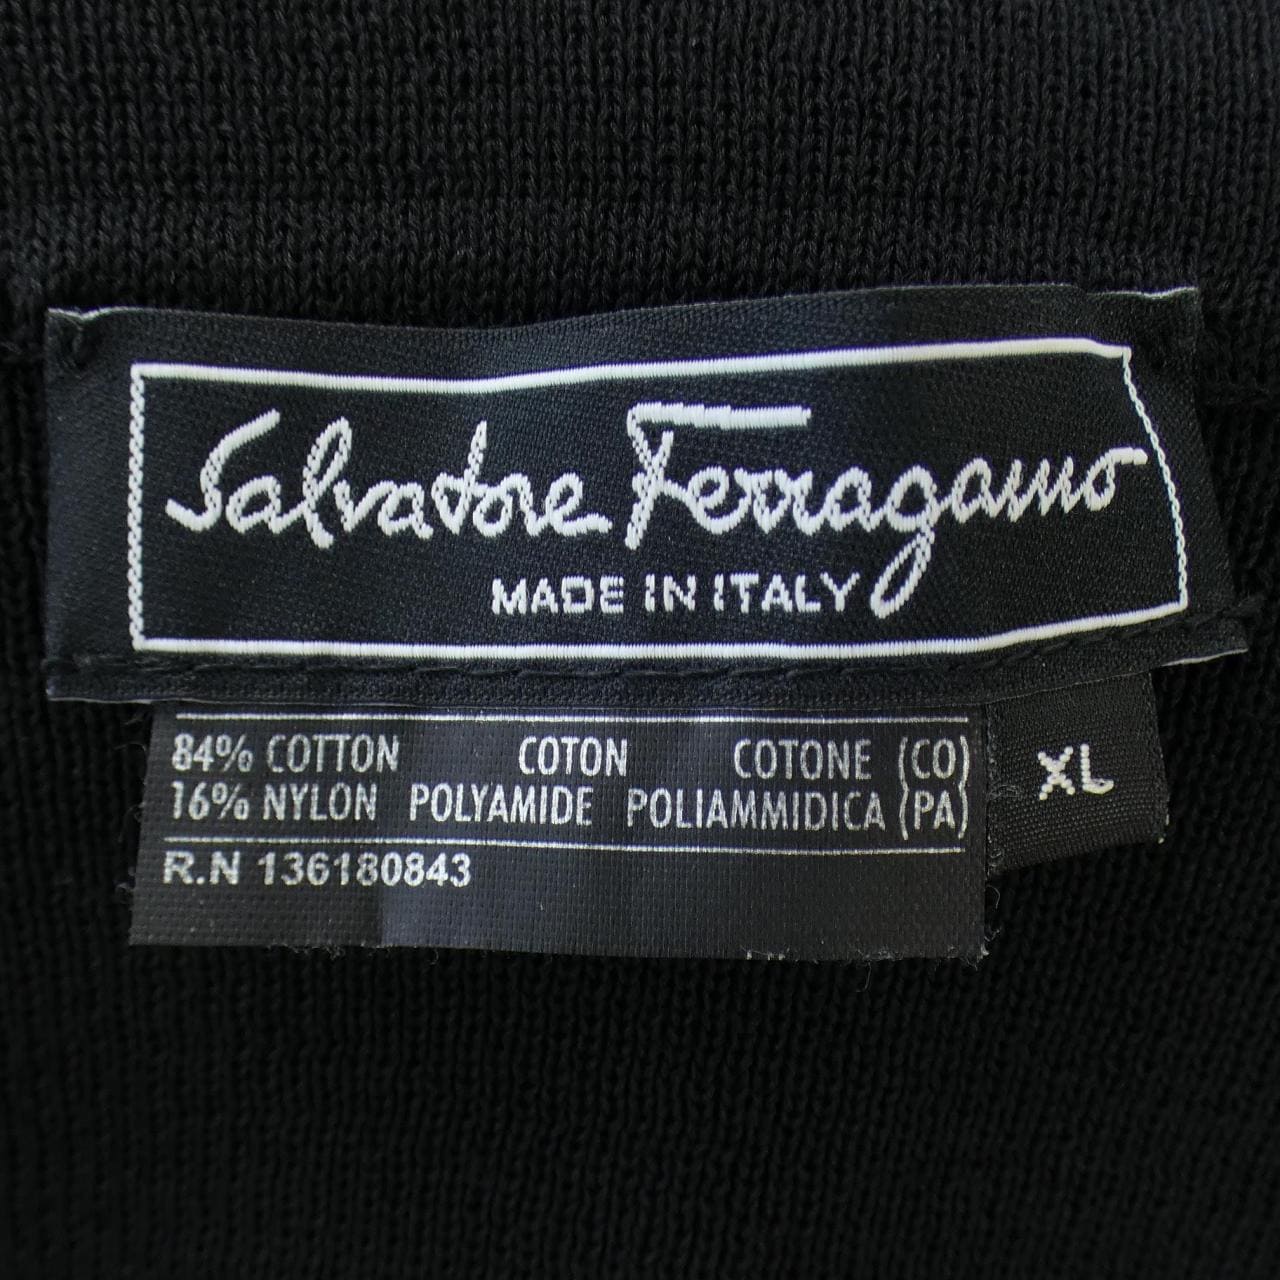 Salvatore Ferragamo
MADE IN ITALY
84% COTTON COTON COTONE (CO)
16% NYLON POLYAMIDE POLIAMMIDICA (PA)
R.N 136180843
XL